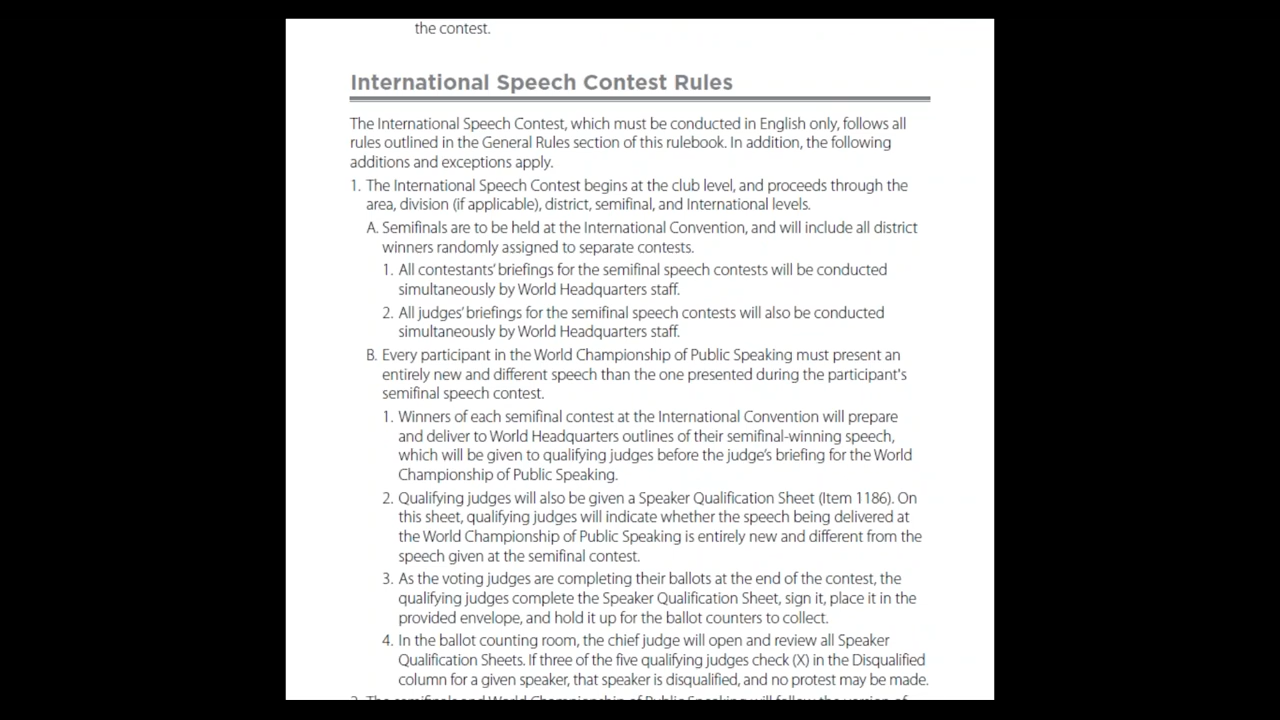 the contest.
International Speech Contest Rules
The International Speech Contest, which must be conducted in English only, follows all
rules outlined in the General Rules section of this rulebook. In addition, the following
additions and exceptions apply.
1. The International Speech Contest begins at the club level, and proceeds through the
area, division (if applicable), district, semifinal, and International levels.
A. Semifinals are to be held at the International Convention, and will include all district
winners randomly assigned to separate contests.
1. All contestants' briefings for the semifinal speech contests will be conducted
simultaneously by World Headquarters staff.
2. All judges' briefings for the semifinal speech contests will also be conducted
simultaneously by World Headquarters staff.
B. Every participant in the World Championship of Public Speaking must present an
entirely new and different speech than the one presented during the participant's
semifinal speech contest.
1. Winners of each semifinal contest at the International Convention will prepare
and deliver to World Headquarters outlines of their semifinal-winning speech,
which will be given to qualifying judges before the judge's briefing for the World
Championship of Public Speaking.
2. Qualifying judges will also be given a Speaker Qualification Sheet (Item 1186). On
this sheet, qualifying judges will indicate whether the speech being delivered at
the World Championship of Public Speaking is entirely new and different from the
speech given at the semifinal contest.
3. As the voting judges are completing their ballots at the end of the contest, the
qualifying judges complete the Speaker Qualification Sheet, sign it, place it in the
provided envelope, and hold it up for the ballot counters to collect.
4. In the ballot counting room, the chief judge will open and review all Speaker
Qualification Sheets. If three of the five qualifying judges check (X) in the Disqualified
column for a given speaker, that speaker is disqualified, and no protest may be made.
2. The semifinals and World Championship of Public Speaking will follow the version of